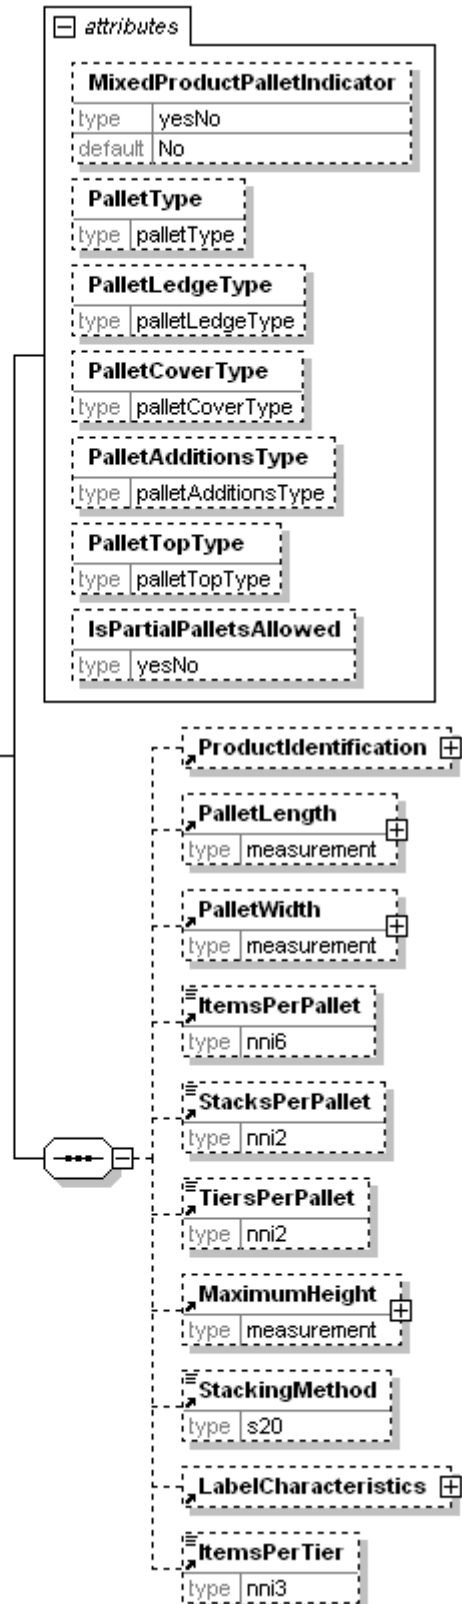 attributes
MixedProductPalletIndicator
type yesNo
default No
PalletType
type palletType
PalletLedgeType
type palletLedgeType
PalletCoverType
type palletCoverType
PalletAdditionsType
type palletAdditionsType
PalletTopType
type palletTopType
IsPartialPalletsAllowed
type yesNo
ProductIdentification
PalletLength
type measurement
PalletWidth
type measurement
ItemsPerPallet
type nni6
StacksPerPallet
type nni2
TiersPerPallet
type nni2
MaximumHeight
type measurement
StackingMethod
type s20
LabelCharacteristics
ItemsPerTier
type nni3